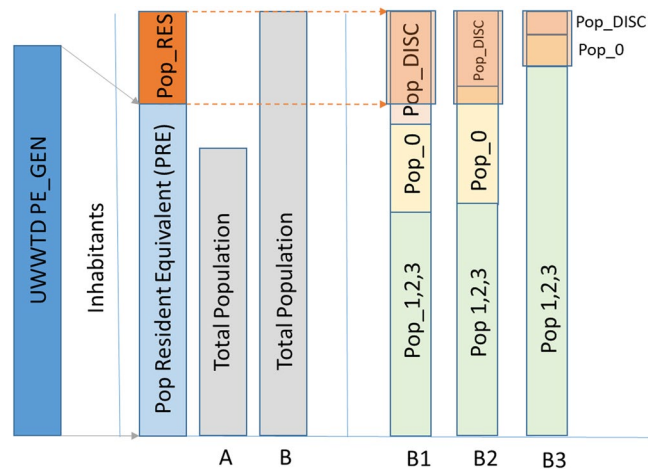 UWWTD PE_GEN
Inhabitants
Pop_RES
Pop Resident Equivalent (PRE)
Total Population
Total Population
Pop_DISC
Pop_0
Pop_1,2,3
Pop_DISC
Pop_0
Pop 1,2,3
Pop_DISC
Pop_0
Pop 1,2,3
A
B
B1
B2
B3